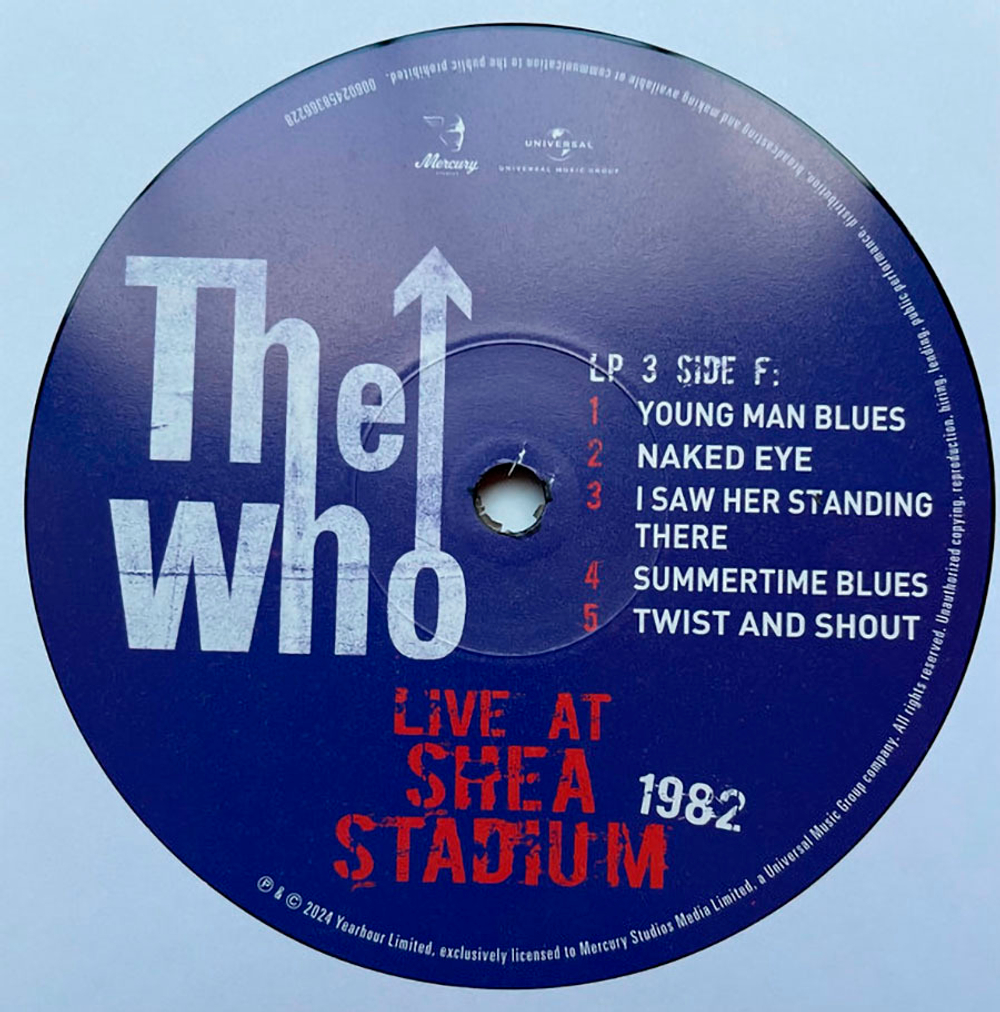 Mercury
STUDIOS
UNIVERSAL
UNIVERSAL MUSIC GROUP
The
Who
LP 3 SIDE F:
1 YOUNG MAN BLUES
2 NAKED EYE
3 I SAW HER STANDING
THERE
4 SUMMERTIME BLUES
5 TWIST AND SHOUT
LIVE AT
SHEA
STADIUM
1982
℗ & © 2024 Yearhour Limited, exclusively licensed to Mercury Studios Media Limited, a Universal Music Group company. All rights reserved. Unauthorized copying, reproduction, hiring, lending, public performance, distribution, broadcasting and making available or communication to the public prohibited. 00602458366228